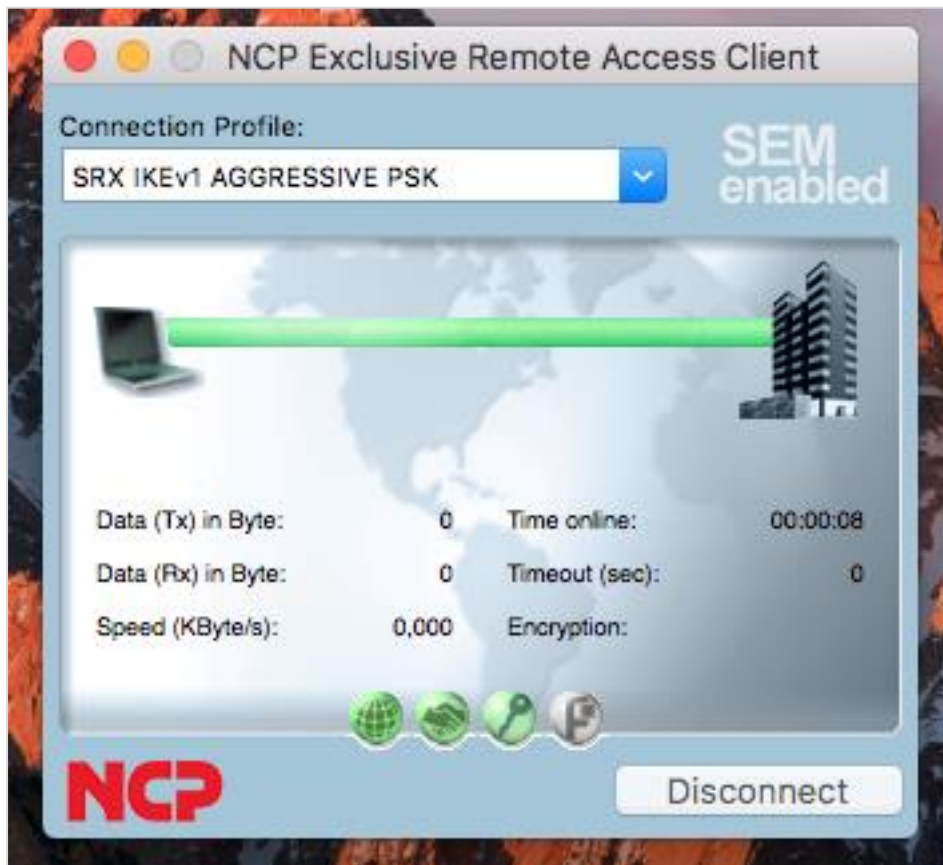 NCP Exclusive Remote Access Client
Connection Profile:
SRX IKEv1 AGGRESSIVE PSK
SEM
enabled
Data (Tx) in Byte: 0 Time online: 00:00:08
Data (Rx) in Byte: 0 Timeout (sec): 0
Speed (KByte/s): 0,000 Encryption:
NCP Disconnect